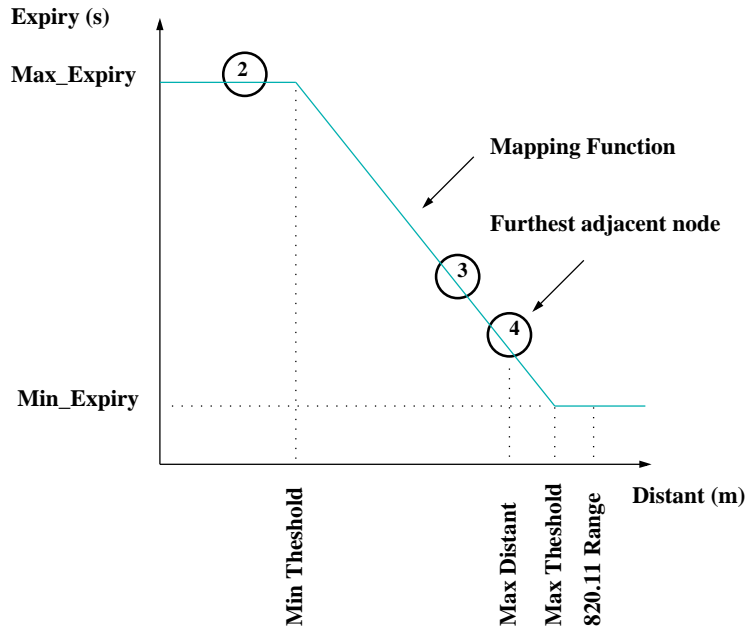 Expiry (s)
Max_Expiry
2
Mapping Function
Furthest adjacent node
3
4
Min_Expiry
Distant (m)
Min Theshold
Max Distant
Max Theshold
820.11 Range